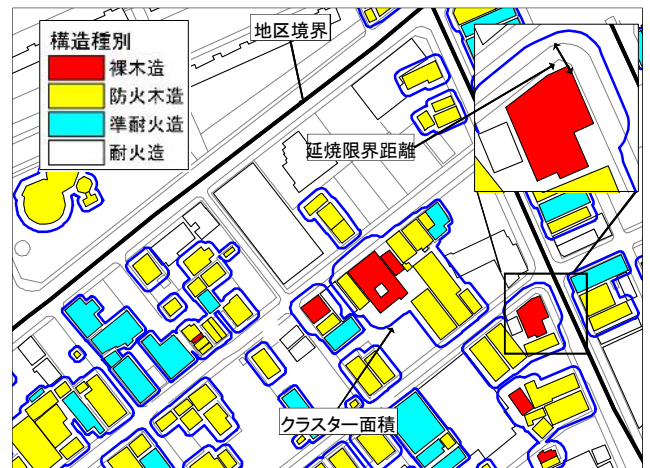 地区境界
構造種別
裸木造
防火木造
準耐火造
耐火造
延焼限界距離
クラスター面積